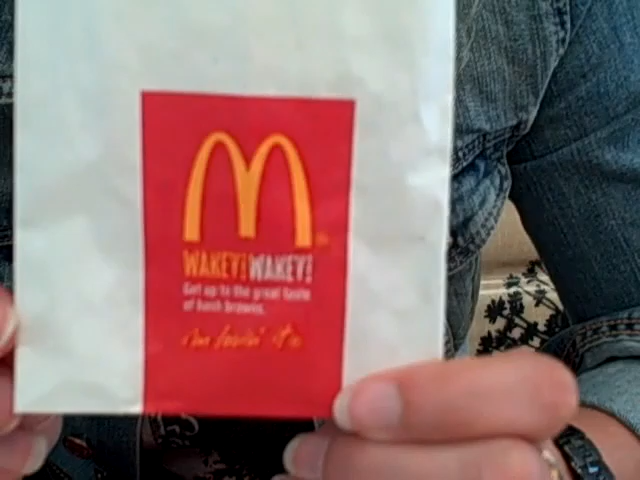 M
WAKEY! WAKEY!
Get up to the great taste
of hash browns.
i'm lovin' it